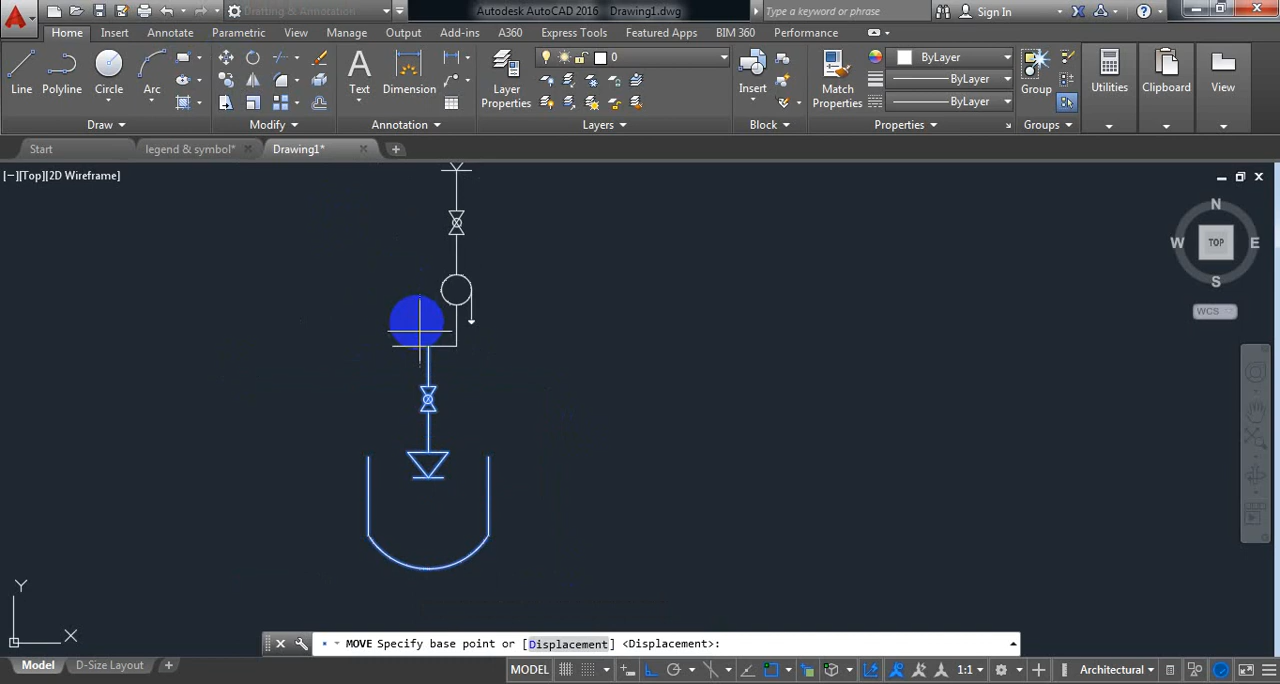 Drafting & Annotation
Autodesk AutoCAD 2016 Drawing1.dwg
Type a keyword or phrase
Sign In
Home Insert Annotate Parametric View Manage Output Add-ins A360 Express Tools Featured Apps BIM 360 Performance
0
ByLayer
Line Polyline Circle Arc
Text Dimension
Layer Properties
Insert
Match Properties
ByLayer
ByLayer
Group
Utilities Clipboard View
Draw Modify Annotation Layers Block Properties Groups
Start legend & symbol* Drawing1*
[−][Top][2D Wireframe]
N
W TOP E
S
WCS
Y
X
MOVE Specify base point or [Displacement] <Displacement>:
Model D-Size Layout MODEL 1:1 Architectural